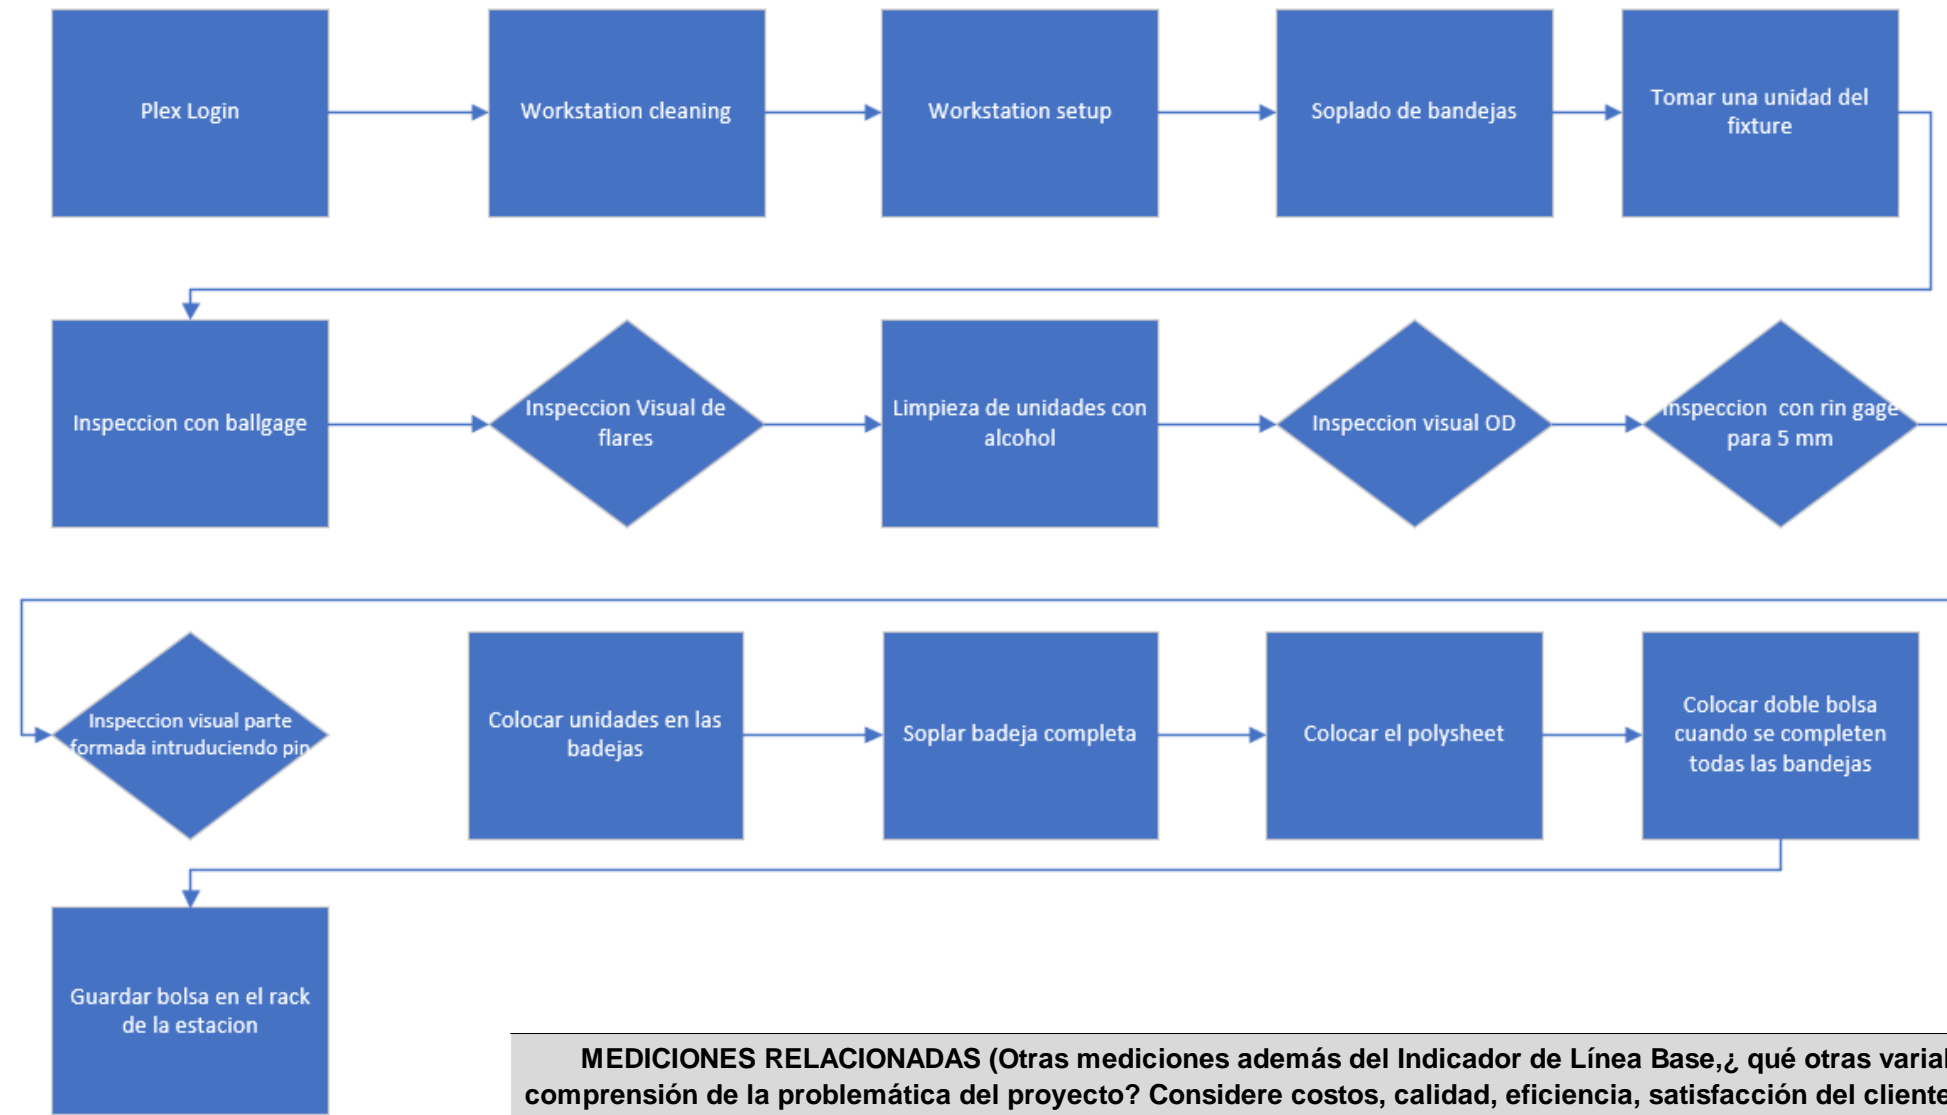 Plex Login
Workstation cleaning
Workstation setup
Soplado de bandejas
Tomar una unidad del
fixture
Inspeccion con ballgage
Inspeccion Visual de
flares
Limpieza de unidades con
alcohol
Inspeccion visual OD
Inspeccion con rin gage
para 5 mm
Inspeccion visual parte
formada intruduciendo pin
Colocar unidades en las
badejas
Soplar badeja completa
Colocar el polysheet
Colocar doble bolsa
cuando se completen
todas las bandejas
Guardar bolsa en el rack
de la estacion
MEDICIONES RELACIONADAS (Otras mediciones además del Indicador de Línea Base,¿ qué otras
comprensión de la problemática del proyecto? Considere costos, calidad, eficiencia, satisfacción del cliente